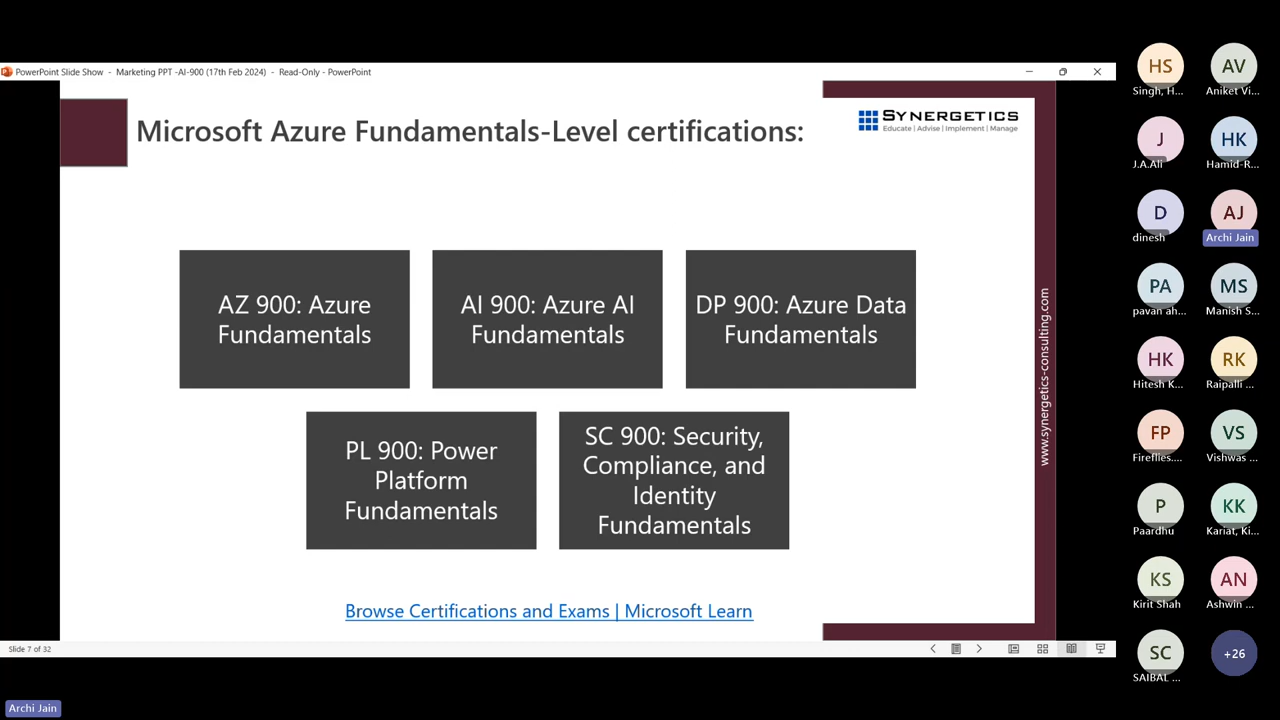 PowerPoint Slide Show - Marketing PPT -AI-900 (17th Feb 2024) - Read-Only - PowerPoint
Microsoft Azure Fundamentals-Level certifications:
SYNERGETICS
Educate | Advise | Implement | Manage
AZ 900: Azure
Fundamentals
AI 900: Azure AI
Fundamentals
DP 900: Azure Data
Fundamentals
PL 900: Power
Platform
Fundamentals
SC 900: Security,
Compliance, and
Identity
Fundamentals
Browse Certifications and Exams | Microsoft Learn
www.synergetics-consulting.com
Slide 7 of 32
HS
Singh, H...
AV
Aniket Vi...
J
J.A.Ali
HK
Hamid-R...
D
dinesh
AJ
Archi Jain
PA
pavan ah...
MS
Manish S...
HK
Hitesh K...
RK
Raipalli ...
FP
Fireflies....
VS
Vishwas ...
P
Paardhu
KK
Kariat, Ki...
KS
Kirit Shah
AN
Ashwin ...
SC
SAIBAL ...
+26
Archi Jain